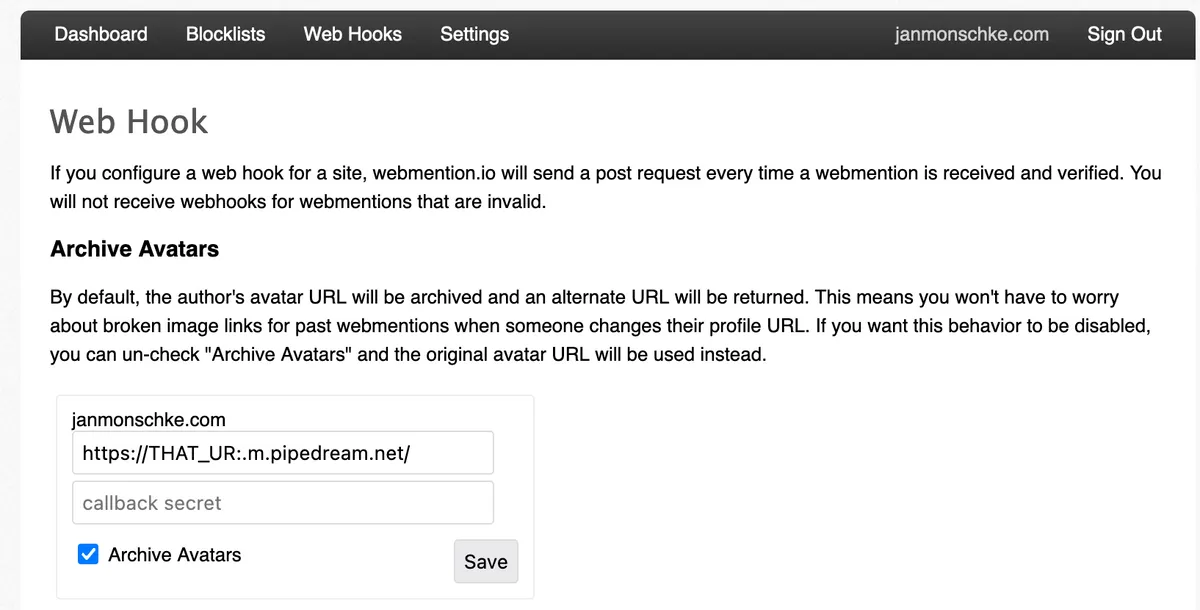 Dashboard Blocklists Web Hooks Settings janmonschke.com Sign Out
Web Hook
If you configure a web hook for a site, webmention.io will send a post request every time a webmention is received and verified. You
will not receive webhooks for webmentions that are invalid.
Archive Avatars
By default, the author's avatar URL will be archived and an alternate URL will be returned. This means you won't have to worry
about broken image links for past webmentions when someone changes their profile URL. If you want this behavior to be disabled,
you can un-check "Archive Avatars" and the original avatar URL will be used instead.
janmonschke.com
https://THAT_UR:.m.pipedream.net/
callback secret
Archive Avatars
Save